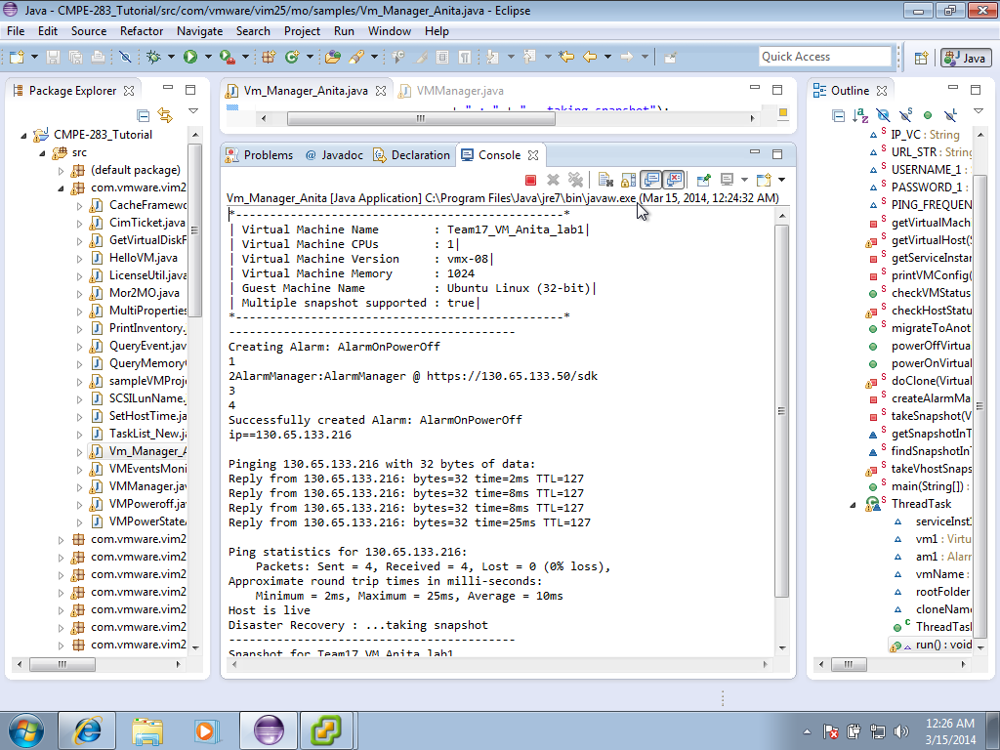 Java - CMPE-283_Tutorial/src/com/vmware/vim25/mo/samples/Vm_Manager_Anita.java - Eclipse
File Edit Source Refactor Navigate Search Project Run Window Help
Quick Access
Java
Package Explorer
CMPE-283_Tutorial
src
(default package)
com.vmware.vim2
CacheFramewo
CimTicket.java
GetVirtualDiskF
HelloVM.java
LicenseUtil.java
Mor2MO.java
MultiProperties
PrintInventory.
QueryEvent.jav
QueryMemory
sampleVMProj
SCSILunName.
SetHostTime.ja
TaskList_New.ja
Vm_Manager_A
VMEventsMoni
VMManager.jav
VMPoweroff.jav
VMPowerState
com.vmware.vim2
com.vmware.vim2
com.vmware.vim2
com.vmware.vim2
com.vmware.vim2
com.vmware.vim2
com.vmware.vim2
Vm_Manager_Anita.java VMManager.java
Problems @ Javadoc Declaration Console
Vm_Manager_Anita [Java Application] C:\Program Files\Java\jre7\bin\javaw.exe (Mar 15, 2014, 12:24:32 AM)
*------------------------------------------------*
| Virtual Machine Name : Team17_VM_Anita_lab1|
| Virtual Machine CPUs : 1|
| Virtual Machine Version : vmx-08|
| Virtual Machine Memory : 1024
| Guest Machine Name : Ubuntu Linux (32-bit)|
| Multiple snapshot supported : true|
*------------------------------------------------*
------------------------------------------
Creating Alarm: AlarmOnPowerOff
1
2AlarmManager:AlarmManager @ https://130.65.133.50/sdk
3
4
Successfully created Alarm: AlarmOnPowerOff
ip==130.65.133.216
Pinging 130.65.133.216 with 32 bytes of data:
Reply from 130.65.133.216: bytes=32 time=2ms TTL=127
Reply from 130.65.133.216: bytes=32 time=8ms TTL=127
Reply from 130.65.133.216: bytes=32 time=8ms TTL=127
Reply from 130.65.133.216: bytes=32 time=25ms TTL=127
Ping statistics for 130.65.133.216:
Packets: Sent = 4, Received = 4, Lost = 0 (0% loss),
Approximate round trip times in milli-seconds:
Minimum = 2ms, Maximum = 25ms, Average = 10ms
Host is live
Disaster Recovery : ...taking snapshot
------------------------------------------
Snapshot for Team17 VM Anita lab1
Outline
IP_VC : String
URL_STR : String
USERNAME_1 :
PASSWORD_1 :
PING_FREQUEN
getVirtualMach
getVirtualHost(S
getServiceInstar
printVMConfig(
checkVMStatus
checkHostStatu
migrateToAnot
powerOffVirtua
powerOnVirtual
doClone(Virtual
createAlarmMa
takeSnapshot(V
getSnapshotInT
findSnapshotIn
takeVhostSnaps
main(String[]) :
ThreadTask
serviceInst
vm1 : Virtu
am1 : Alarr
vmName :
rootFolder
cloneName
ThreadTask
run() : void
12:26 AM
3/15/2014